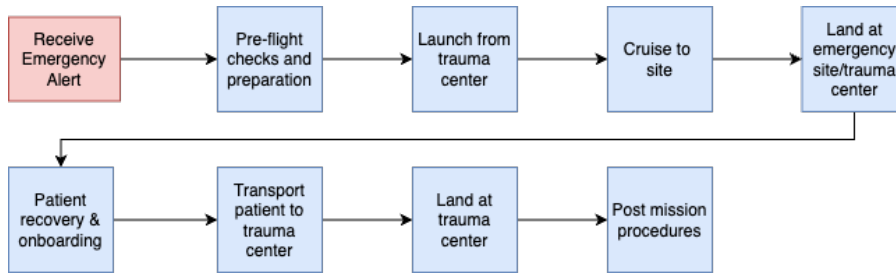 Receive
Emergency
Alert
Pre-flight
checks and
preparation
Launch from
trauma
center
Cruise to
site
Land at
emergency
site/trauma
center
Patient
recovery &
onboarding
Transport
patient to
trauma
center
Land at
trauma
center
Post mission
procedures